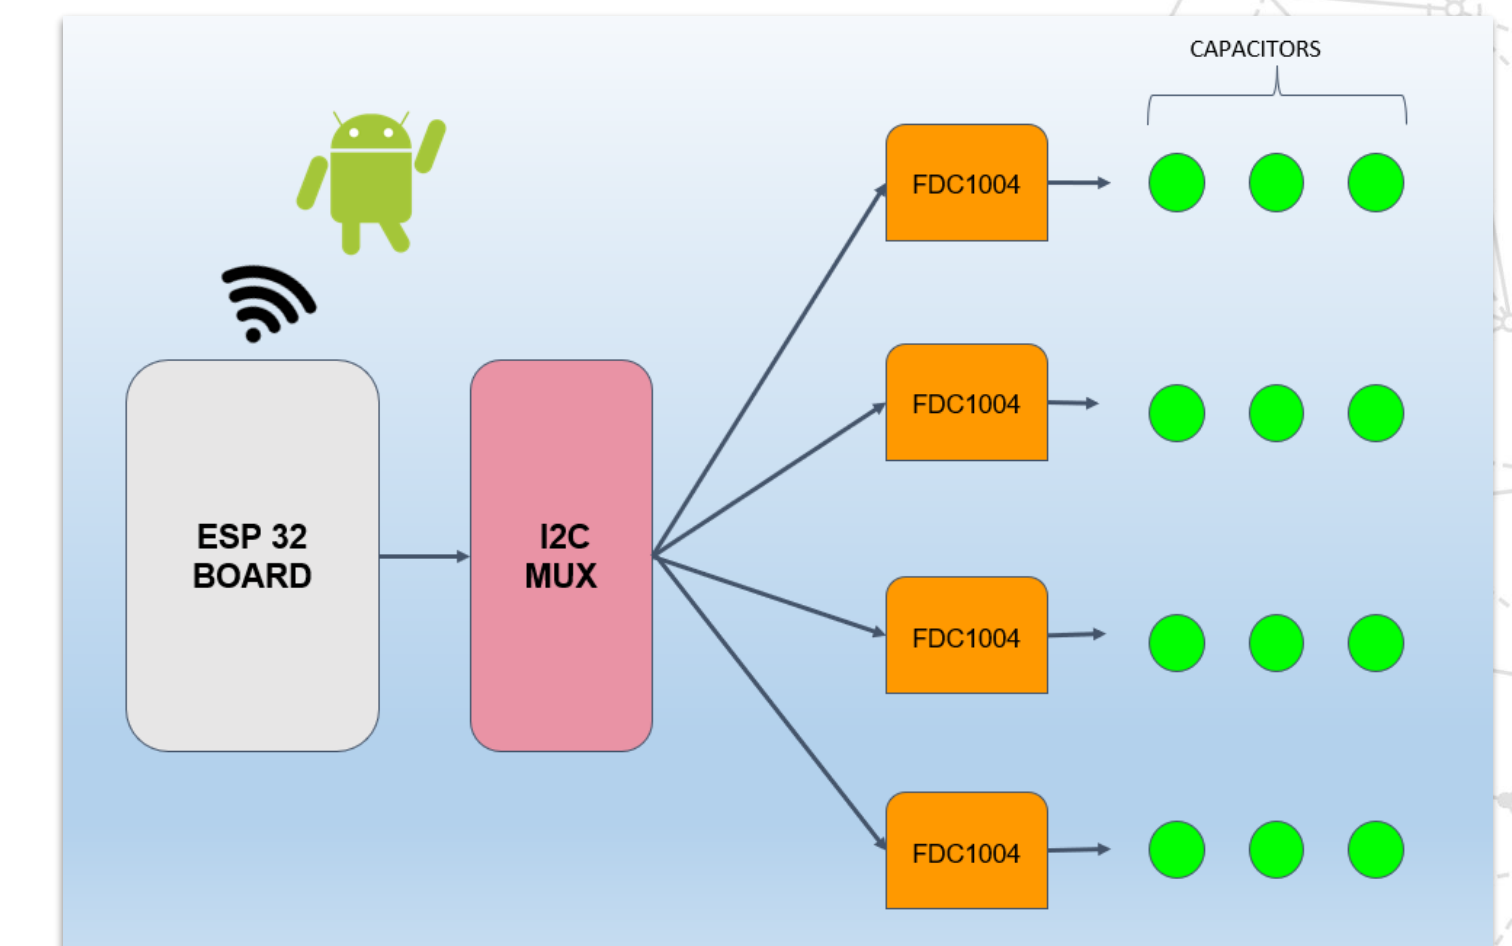 CAPACITORS
FDC1004
FDC1004
ESP 32
BOARD
I2C
MUX
FDC1004
FDC1004